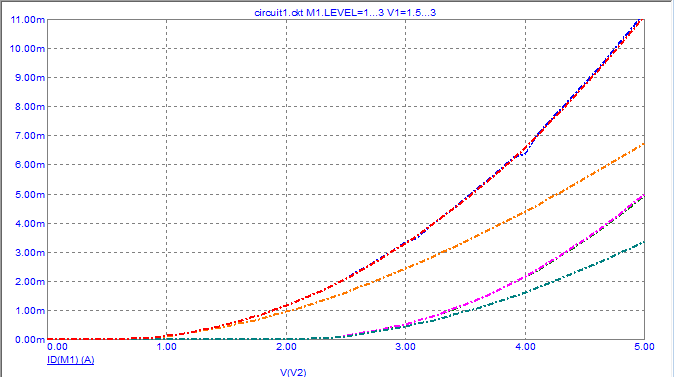 circuit1.ckt M1.LEVEL=1...3 V1=1.5...3
11.00m
10.00m
9.00m
8.00m
7.00m
6.00m
5.00m
4.00m
3.00m
2.00m
1.00m
0.00m
0.00 1.00 2.00 3.00 4.00 5.00
ID(M1) (A)
V(V2)